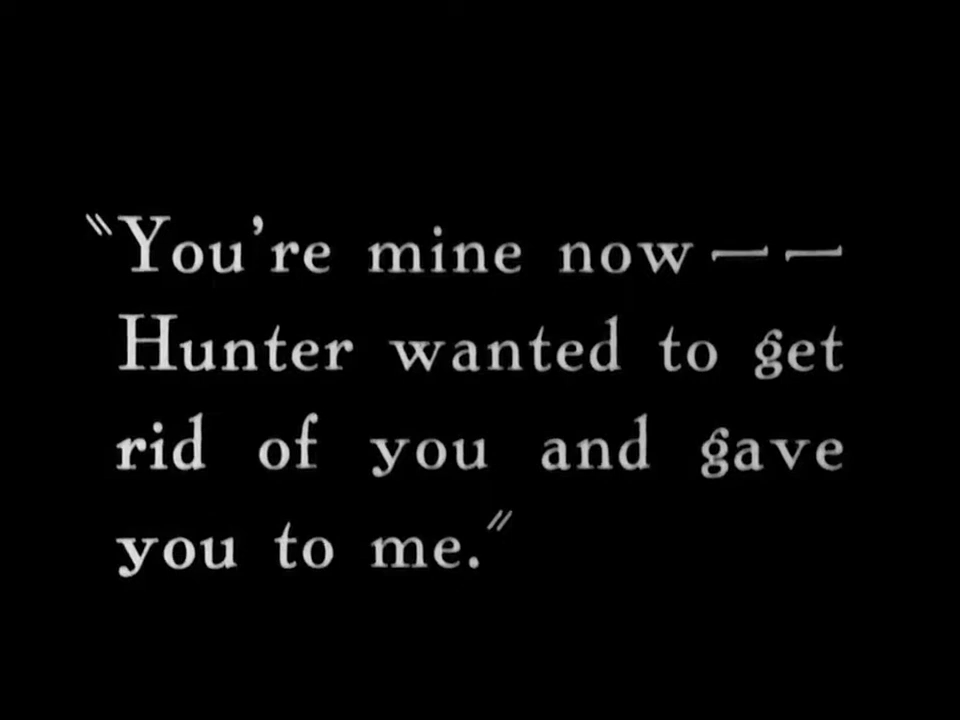 "You're mine now——
Hunter wanted to get
rid of you and gave
you to me."